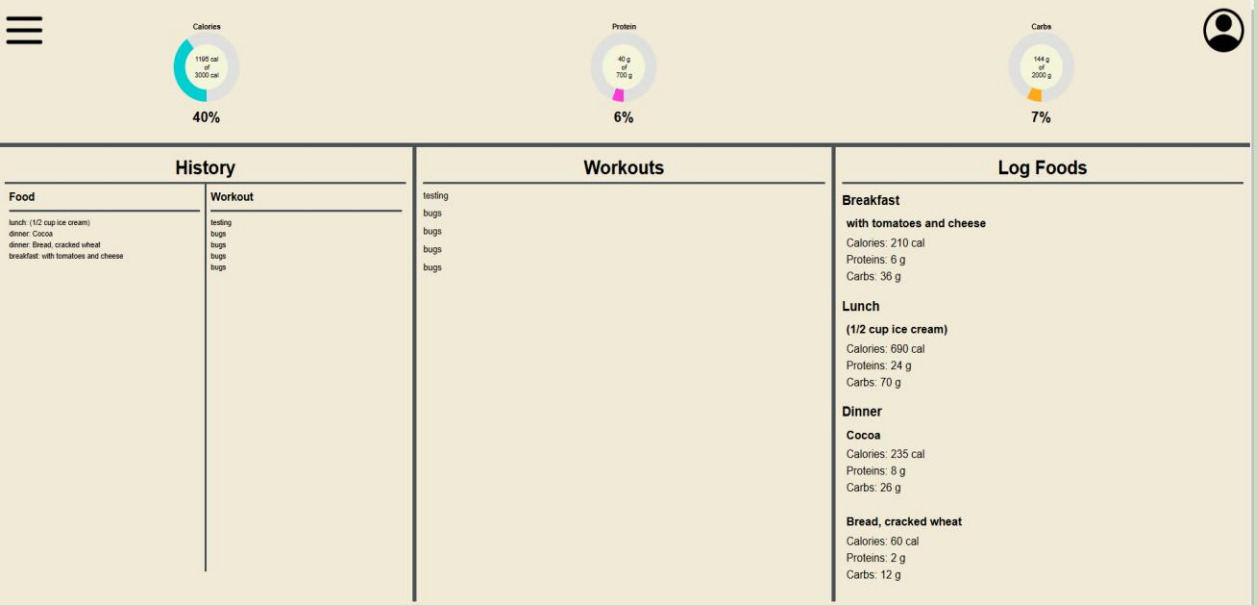 Calories
1195 cal
of
3000 cal
40%
Protein
40 g
of
700 g
6%
Carbs
144 g
of
2000 g
7%
History
Food
lunch: (1/2 cup ice cream)
dinner: Cocoa
dinner: Bread, cracked wheat
breakfast: with tomatoes and cheese
Workout
testing
bugs
bugs
bugs
bugs
Workouts
testing
bugs
bugs
bugs
bugs
Log Foods
Breakfast
with tomatoes and cheese
Calories: 210 cal
Proteins: 6 g
Carbs: 36 g
Lunch
(1/2 cup ice cream)
Calories: 690 cal
Proteins: 24 g
Carbs: 70 g
Dinner
Cocoa
Calories: 235 cal
Proteins: 8 g
Carbs: 26 g
Bread, cracked wheat
Calories: 60 cal
Proteins: 2 g
Carbs: 12 g